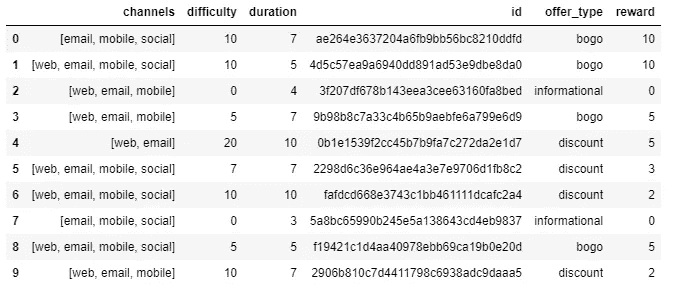 channels difficulty duration id offer_type reward
0 [email, mobile, social] 10 7 ae264e3637204a6fb9bb56bc8210ddfd bogo 10
1 [web, email, mobile, social] 10 5 4d5c57ea9a6940dd891ad53e9dbe8da0 bogo 10
2 [web, email, mobile] 0 4 3f207df678b143eea3cee63160fa8bed informational 0
3 [web, email, mobile] 5 7 9b98b8c7a33c4b65b9aebfe6a799e6d9 bogo 5
4 [web, email] 20 10 0b1e1539f2cc45b7b9fa7c272da2e1d7 discount 5
5 [web, email, mobile, social] 7 7 2298d6c36e964ae4a3e7e9706d1fb8c2 discount 3
6 [web, email, mobile, social] 10 10 fafdcd668e3743c1bb461111dcafc2a4 discount 2
7 [email, mobile, social] 0 3 5a8bc65990b245e5a138643cd4eb9837 informational 0
8 [web, email, mobile, social] 5 5 f19421c1d4aa40978ebb69ca19b0e20d bogo 5
9 [web, email, mobile] 10 7 2906b810c7d4411798c6938adc9daaa5 discount 2